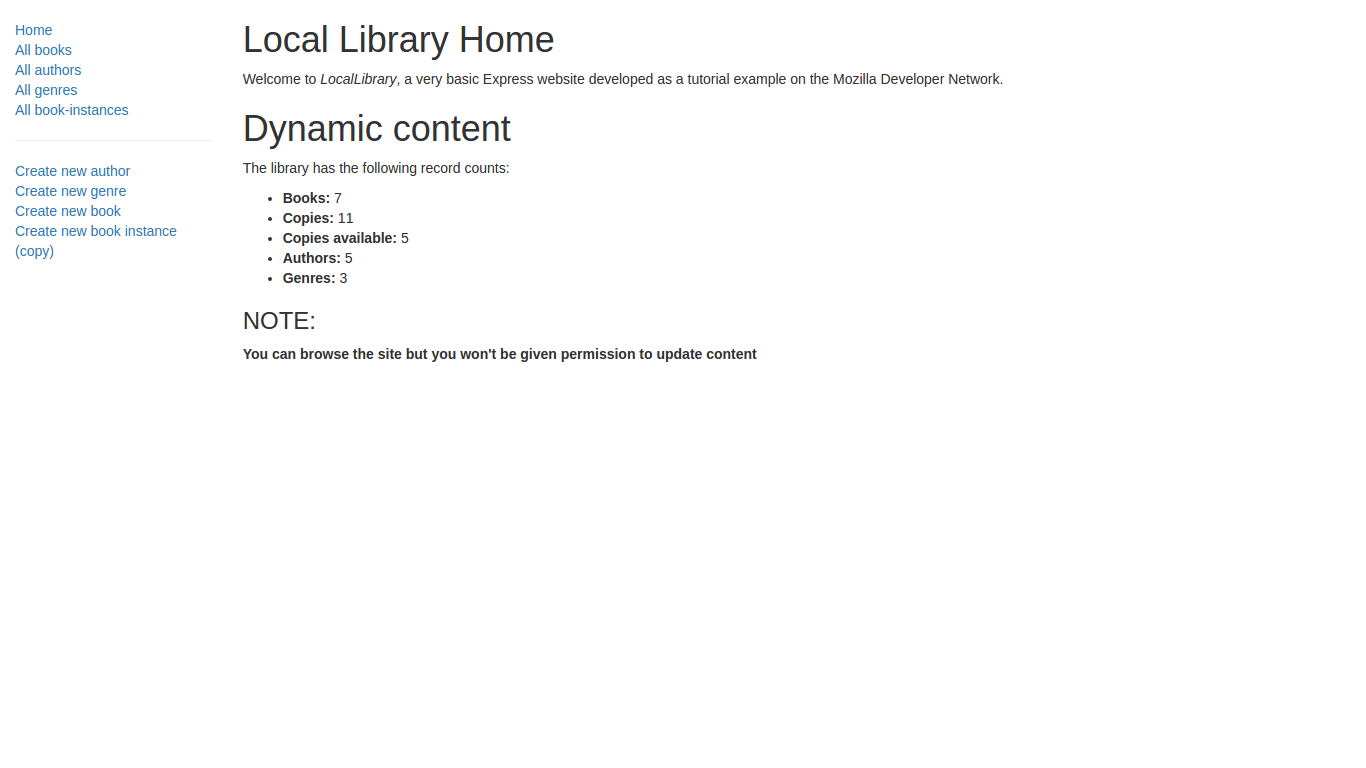 Home
All books
All authors
All genres
All book-instances
Create new author
Create new genre
Create new book
Create new book instance
(copy)
Local Library Home
Welcome to LocalLibrary, a very basic Express website developed as a tutorial example on the Mozilla Developer Network.
Dynamic content
The library has the following record counts:
• Books: 7
• Copies: 11
• Copies available: 5
• Authors: 5
• Genres: 3
NOTE:
You can browse the site but you won't be given permission to update content